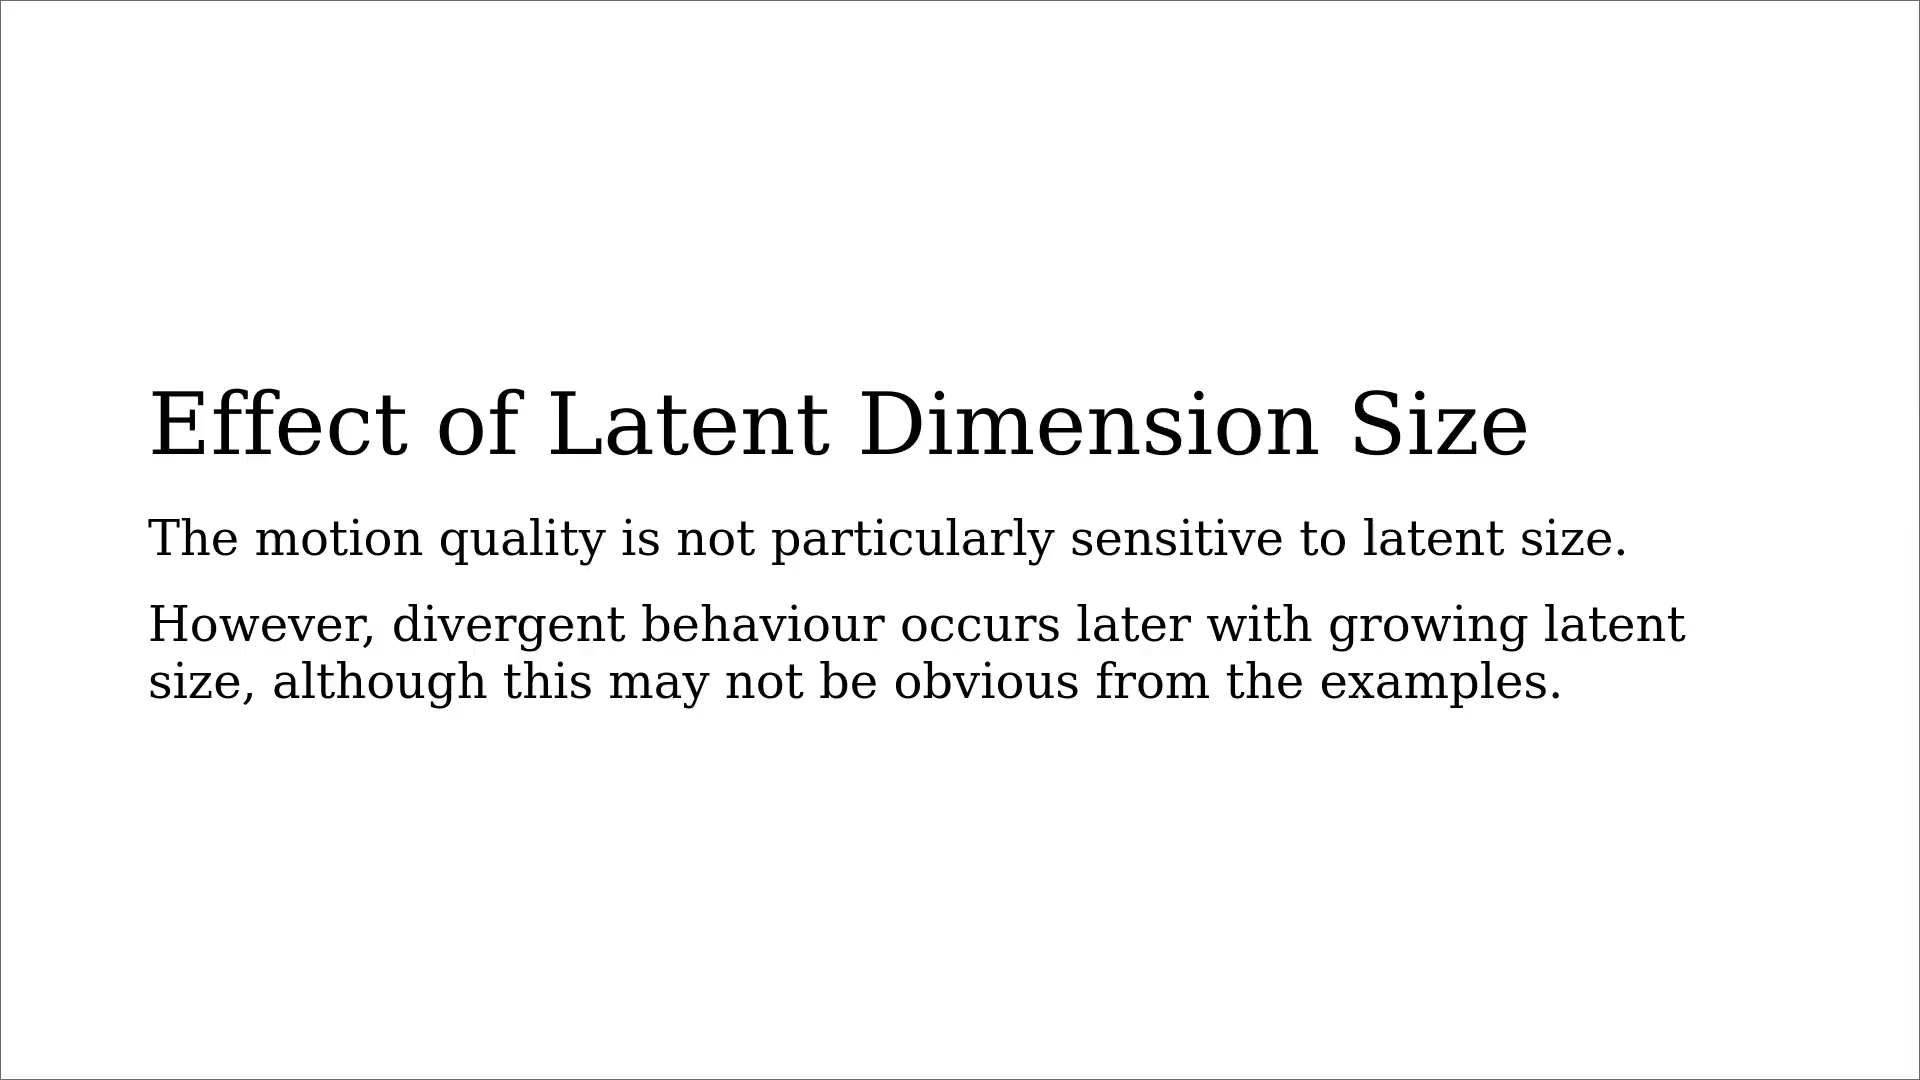 Effect of Latent Dimension Size
The motion quality is not particularly sensitive to latent size.
However, divergent behaviour occurs later with growing latent
size, although this may not be obvious from the examples.